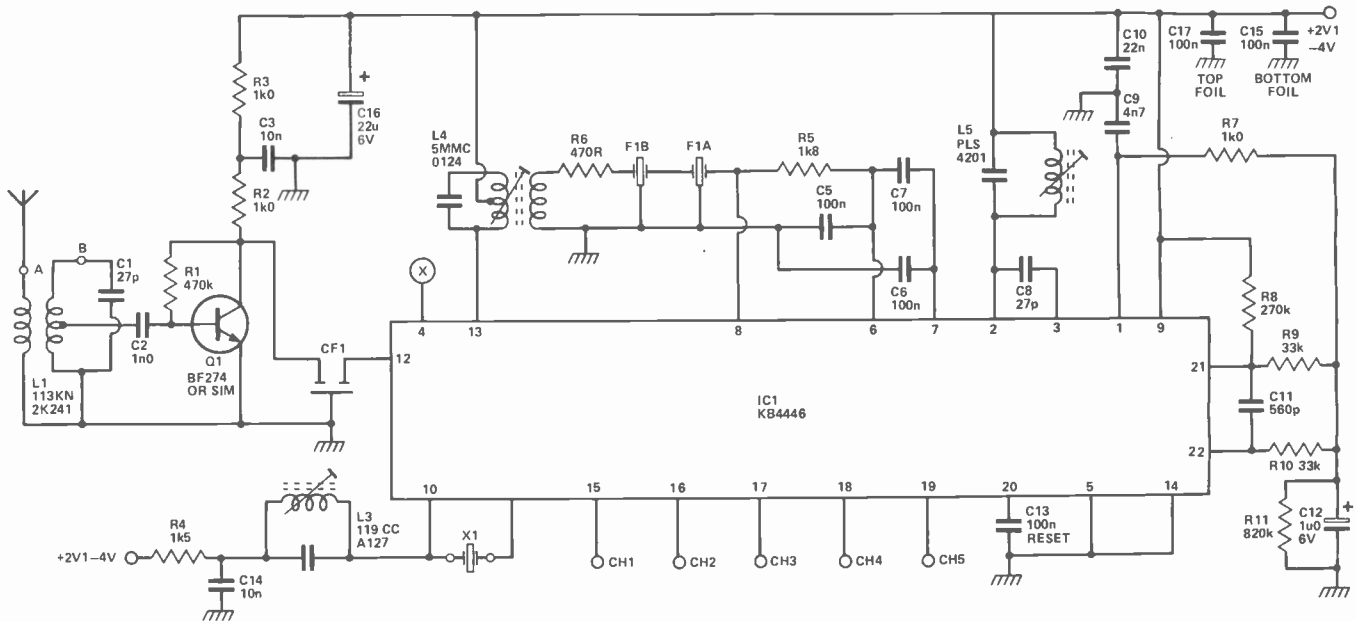 R3
1k0
C3
10n
+
C16
22u
6V
R2
1k0
A
B
C1
27p
R1
470k
C2
1n0
L1
113KN
2K241
Q1
BF274
OR SIM
CF1
L4
5MMC
0124
R6
470R
F1B
F1A
R5
1k8
C5
100n
C7
100n
C6
100n
L5
PLS
4201
C8
27p
C10
22n
C9
4n7
C17
100n
TOP
FOIL
C15
100n
BOTTOM
FOIL
+2V1
-4V
R7
1k0
R8
270k
R9
33k
C11
560p
R10 33k
R11
820k
C12
1u0
6V
+
X
4
13
8
6
7
2
3
1
9
12
21
22
IC1
K84446
10
15
16
17
18
19
20
5
14
L3
119 CC
A127
R4
1k5
+2V1-4V
C14
10n
X1
CH1
CH2
CH3
CH4
CH5
C13
100n
RESET